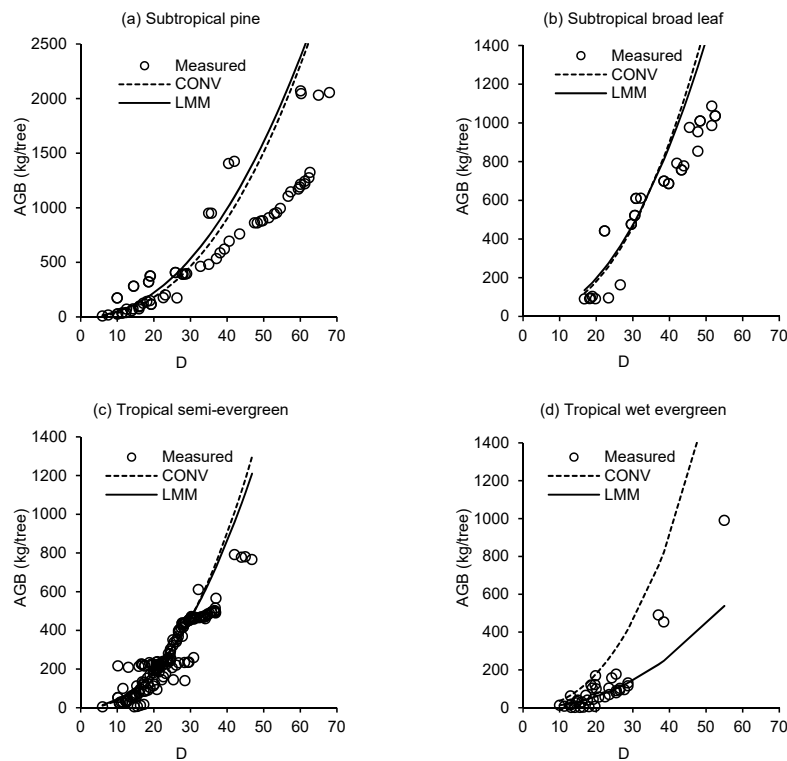 (a) Subtropical pine
2500
2000
1500
1000
500
0
AGB (kg/tree)
Measured
CONV
LMM
0 10 20 30 40 50 60 70
D
(b) Subtropical broad leaf
1400
1200
1000
800
600
400
200
0
AGB (kg/tree)
Measured
CONV
LMM
0 10 20 30 40 50 60 70
D
(c) Tropical semi-evergreen
1400
1200
1000
800
600
400
200
0
AGB (kg/tree)
Measured
CONV
LMM
0 10 20 30 40 50 60 70
D
(d) Tropical wet evergreen
1400
1200
1000
800
600
400
200
0
AGB (kg/tree)
Measured
CONV
LMM
0 10 20 30 40 50 60 70
D